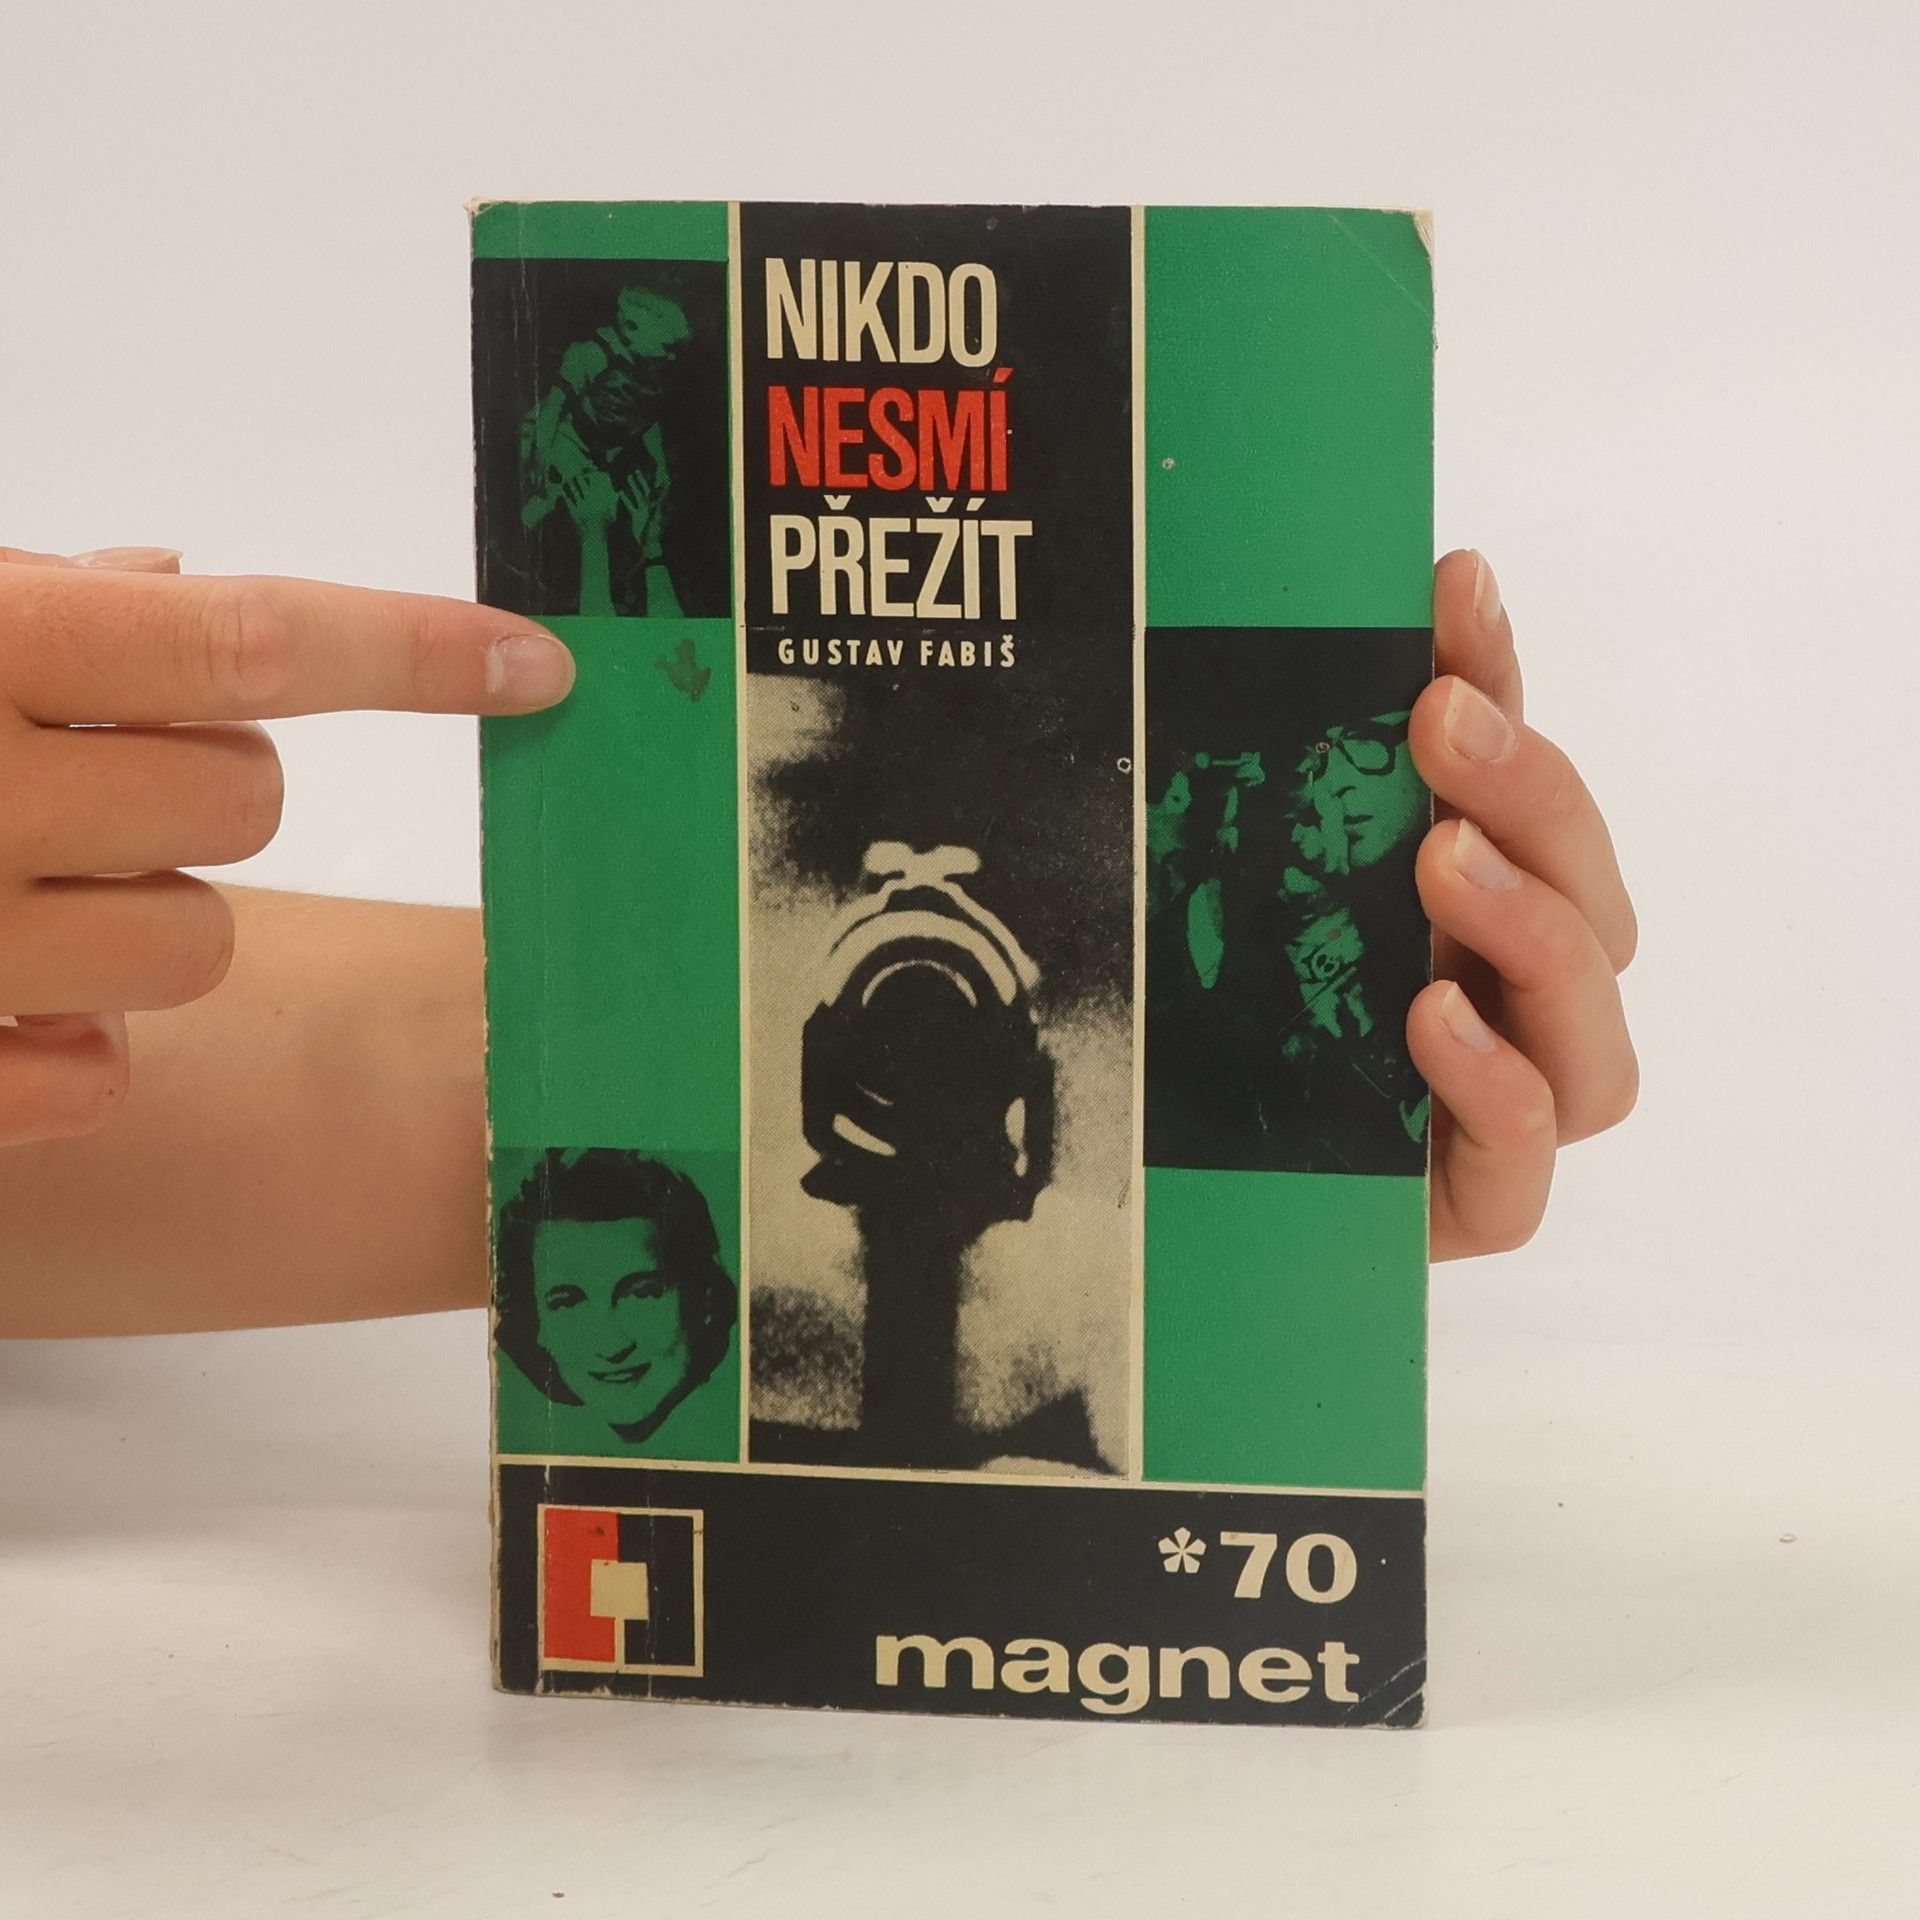 NIKDO
NESMÍ
PŘEŽÍT
GUSTAV FABIŠ
*70
magnet